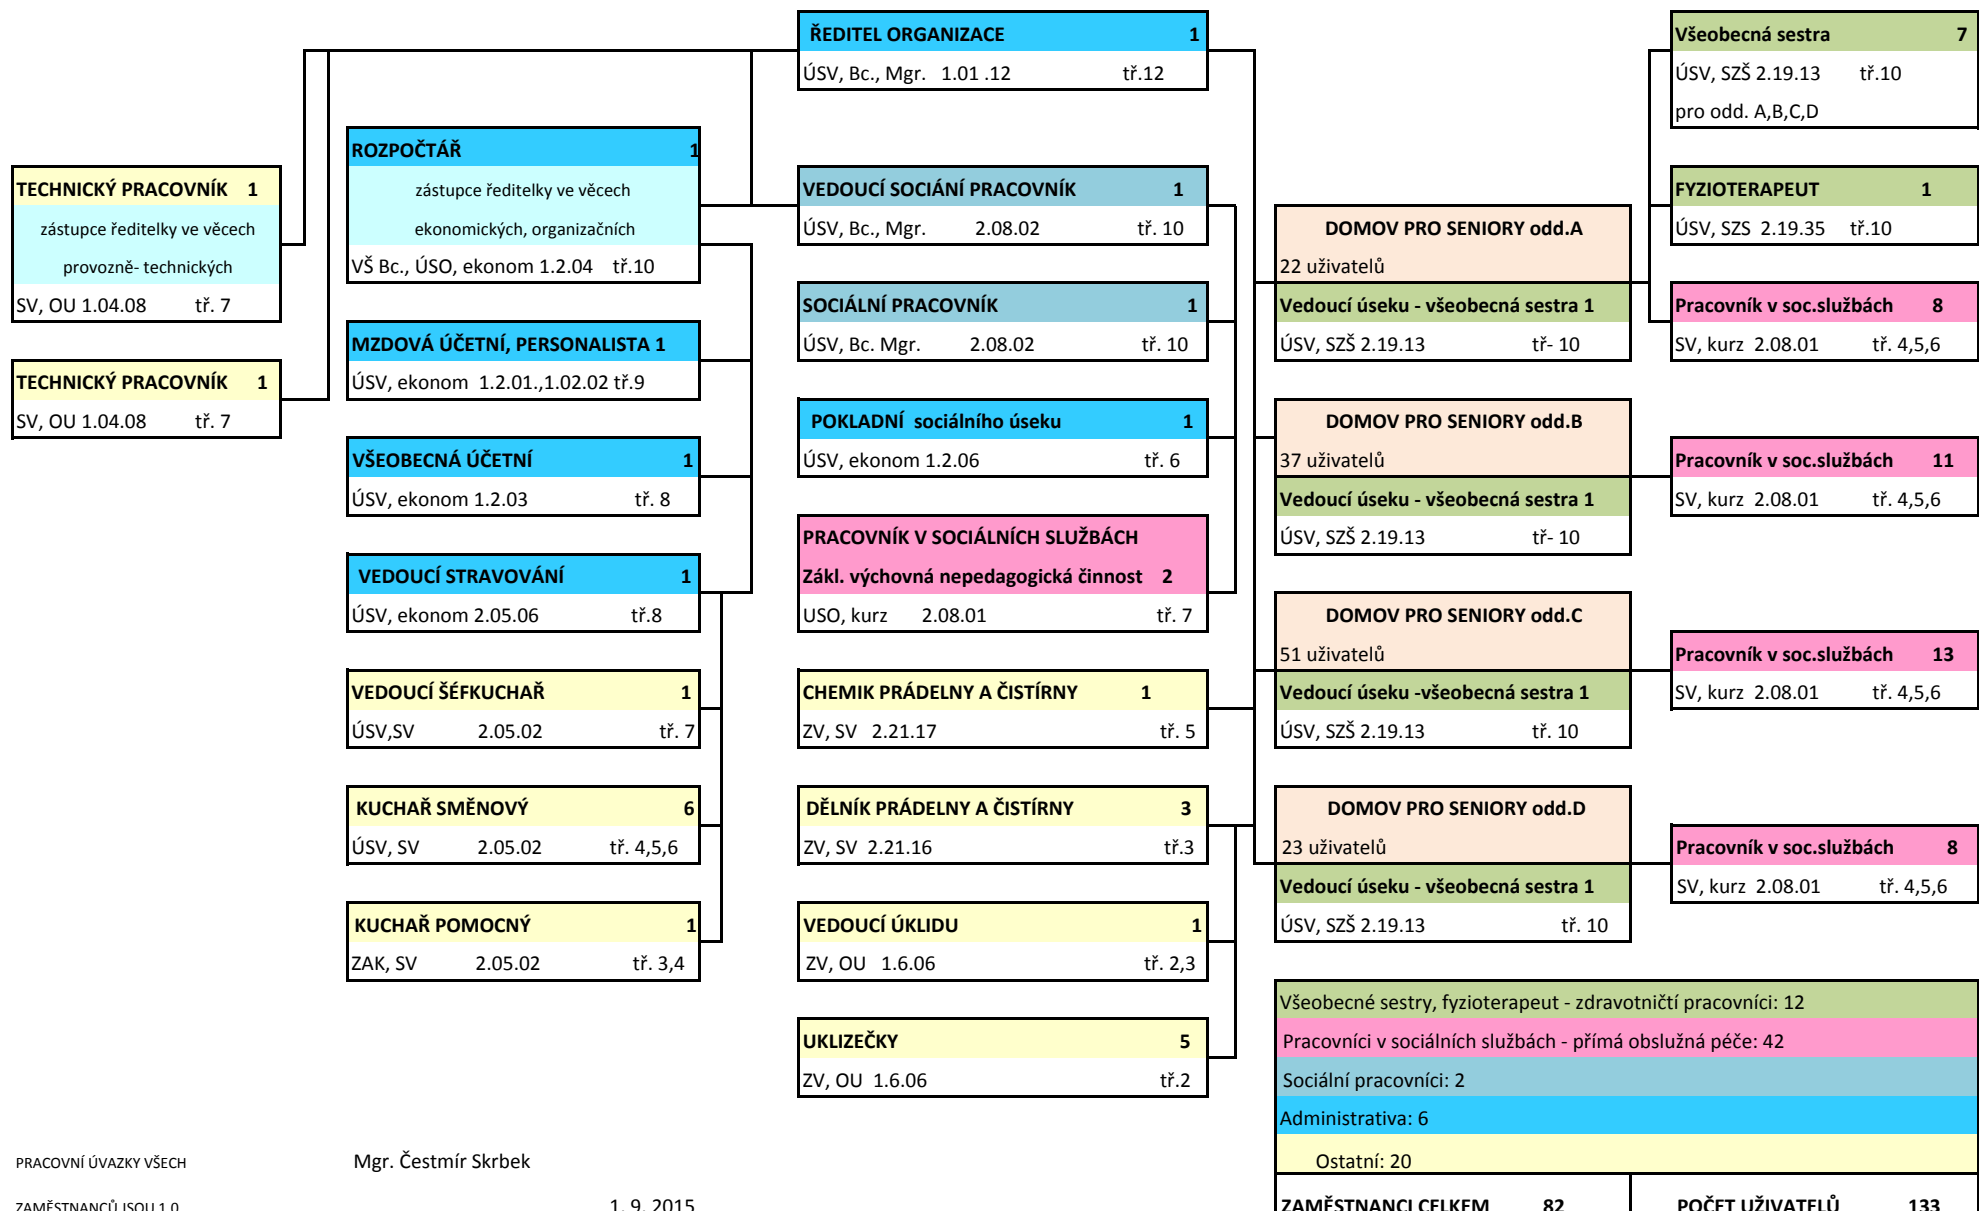 ŘEDITEL ORGANIZACE 1
ÚSV, Bc., Mgr. 1.01 .12 tř.12
TECHNICKÝ PRACOVNÍK 1
zástupce ředitelky ve věcech
provozně- technických
SV, OU 1.04.08 tř. 7
TECHNICKÝ PRACOVNÍK 1
SV, OU 1.04.08 tř. 7
ROZPOČTÁŘ 1
zástupce ředitelky ve věcech
ekonomických, organizačních
VŠ Bc., ÚSO, ekonom 1.2.04 tř.10
MZDOVÁ ÚČETNÍ, PERSONALISTA 1
ÚSV, ekonom 1.2.01.,1.02.02 tř.9
VŠEOBECNÁ ÚČETNÍ 1
ÚSV, ekonom 1.2.03 tř. 8
VEDOUCÍ STRAVOVÁNÍ 1
ÚSV, ekonom 2.05.06 tř.8
VEDOUCÍ ŠÉFKUCHAŘ 1
ÚSV,SV 2.05.02 tř. 7
KUCHAŘ SMĚNOVÝ 6
ÚSV, SV 2.05.02 tř. 4,5,6
KUCHAŘ POMOCNÝ 1
ZAK, SV 2.05.02 tř. 3,4
VEDOUCÍ SOCIÁNÍ PRACOVNÍK 1
ÚSV, Bc., Mgr. 2.08.02 tř. 10
SOCIÁLNÍ PRACOVNÍK 1
ÚSV, Bc. Mgr. 2.08.02 tř. 10
POKLADNÍ sociálního úseku 1
ÚSV, ekonom 1.2.06 tř. 6
PRACOVNÍK V SOCIÁLNÍCH SLUŽBÁCH
Zákl. výchovná nepedagogická činnost 2
USO, kurz 2.08.01 tř. 7
CHEMIK PRÁDELNY A ČISTÍRNY 1
ZV, SV 2.21.17 tř. 5
DĚLNÍK PRÁDELNY A ČISTÍRNY 3
ZV, SV 2.21.16 tř.3
VEDOUCÍ ÚKLIDU 1
ZV, OU 1.6.06 tř. 2,3
UKLIZEČKY 5
ZV, OU 1.6.06 tř.2
DOMOV PRO SENIORY odd.A
22 uživatelů
Vedoucí úseku - všeobecná sestra 1
ÚSV, SZŠ 2.19.13 tř- 10
DOMOV PRO SENIORY odd.B
37 uživatelů
Vedoucí úseku - všeobecná sestra 1
ÚSV, SZŠ 2.19.13 tř- 10
DOMOV PRO SENIORY odd.C
51 uživatelů
Vedoucí úseku -všeobecná sestra 1
ÚSV, SZŠ 2.19.13 tř. 10
DOMOV PRO SENIORY odd.D
23 uživatelů
Vedoucí úseku - všeobecná sestra 1
ÚSV, SZŠ 2.19.13 tř. 10
Všeobecná sestra 7
ÚSV, SZŠ 2.19.13 tř.10
pro odd. A,B,C,D
FYZIOTERAPEUT 1
ÚSV, SZS 2.19.35 tř.10
Pracovník v soc.službách 8
SV, kurz 2.08.01 tř. 4,5,6
Pracovník v soc.službách 11
SV, kurz 2.08.01 tř. 4,5,6
Pracovník v soc.službách 13
SV, kurz 2.08.01 tř. 4,5,6
Pracovník v soc.službách 8
SV, kurz 2.08.01 tř. 4,5,6
Všeobecné sestry, fyzioterapeut - zdravotničtí pracovníci: 12
Pracovníci v sociálních službách - přímá obslužná péče: 42
Sociální pracovníci: 2
Administrativa: 6
Ostatní: 20
ZAMĚSTNANCI CELKEM 82 POČET UŽIVATELŮ 133
PRACOVNÍ ÚVAZKY VŠECH Mgr. Čestmír Skrbek
ZAMĚSTNANCŮ JSOU 1,0 1. 9. 2015